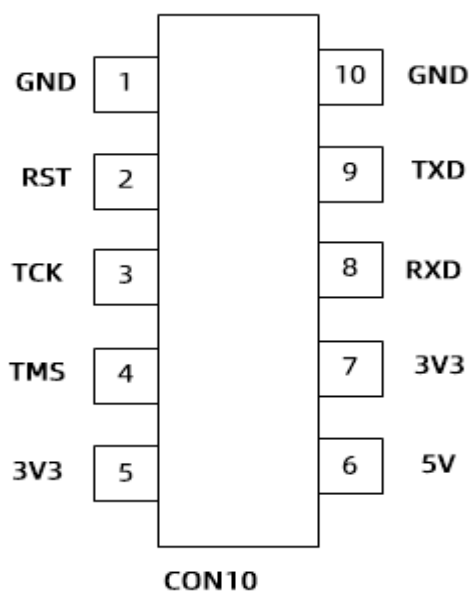 GND 1 10 GND
RST 2 9 TXD
TCK 3 8 RXD
TMS 4 7 3V3
3V3 5 6 5V
CON10